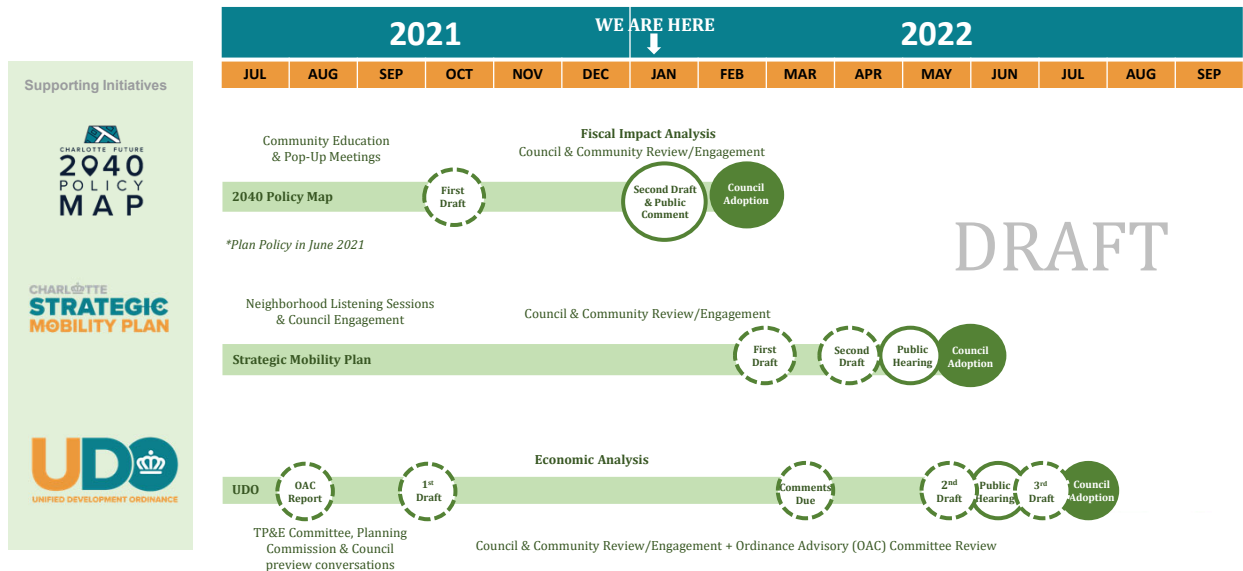 2021
WE ARE HERE
2022
JUL AUG SEP OCT NOV DEC JAN FEB MAR APR MAY JUN JUL AUG SEP
Supporting Initiatives
CHARLOTTE FUTURE
2040
POLICY
MAP
Community Education
& Pop-Up Meetings
Fiscal Impact Analysis
Council & Community Review/Engagement
2040 Policy Map
First
Draft
Second Draft
& Public
Comment
Council
Adoption
*Plan Policy in June 2021
DRAFT
CHARLOTTE
STRATEGIC
MOBILITY PLAN
Neighborhood Listening Sessions
& Council Engagement
Council & Community Review/Engagement
Strategic Mobility Plan
First
Draft
Second
Draft
Public
Hearing
Council
Adoption
UDO
UNIFIED DEVELOPMENT ORDINANCE
Economic Analysis
UDO
OAC
Report
1st
Draft
Comments
Due
2nd
Draft
Public
Hearing
3rd
Draft
Council
Adoption
TP&E Committee, Planning
Commission & Council
preview conversations
Council & Community Review/Engagement + Ordinance Advisory (OAC) Committee Review